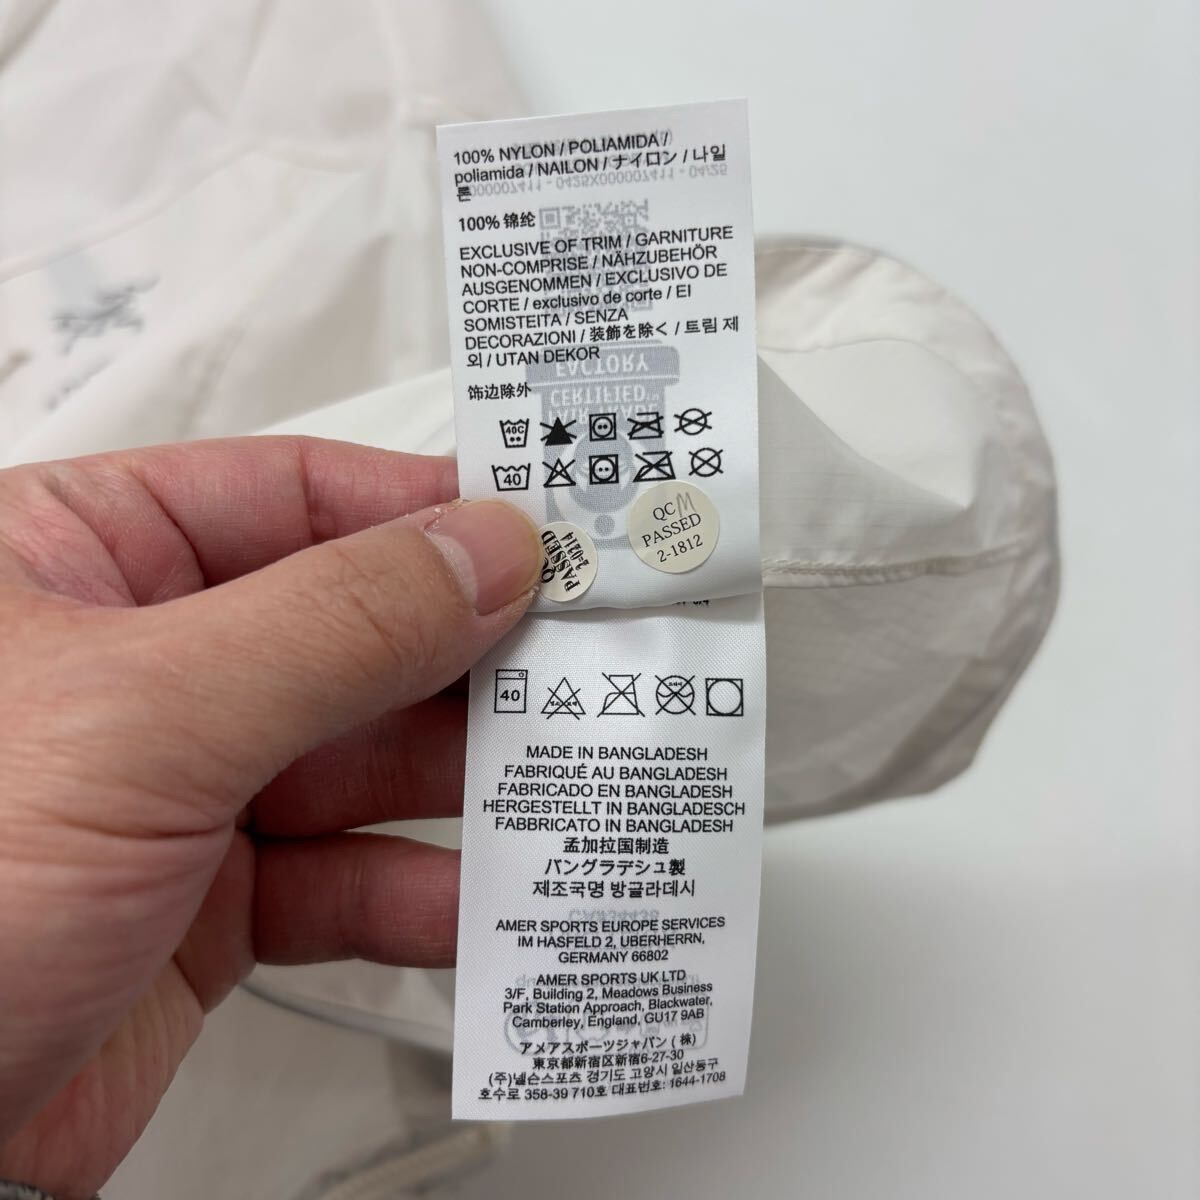 100% NYLON / POLIAMIDA /
poliamida / NAILON / ナイロン / 나일
론
100% 锦纶
EXCLUSIVE OF TRIM / GARNITURE
NON-COMPRISE / NÄHZUBEHÖR
AUSGENOMMEN / EXCLUSIVO DE
CORTE / exclusivo de corte / EI
SOMISTEITA / SENZA
DECORAZIONI / 装飾を除く / 트림 제
외 / UTAN DEKOR
饰边除外
40C
40
QC M
PASSED
2-1812
QC
PASSED
2-0214
40
MADE IN BANGLADESH
FABRIQUÉ AU BANGLADESH
FABRICADO EN BANGLADESH
HERGESTELLT IN BANGLADESCH
FABBRICATO IN BANGLADESH
孟加拉国制造
バングラデシュ製
제조국명 방글라데시
AMER SPORTS EUROPE SERVICES
IM HASFELD 2, UBERHERRN,
GERMANY 66802
AMER SPORTS UK LTD
3/F, Building 2, Meadows Business
Park Station Approach, Blackwater,
Camberley, England, GU17 9AB
アメアスポーツジャパン (株)
東京都新宿区新宿6-27-30
(주)넬슨스포츠 경기도 고양시 일산동구
호수로 358-39 710호 대표번호: 1644-1708